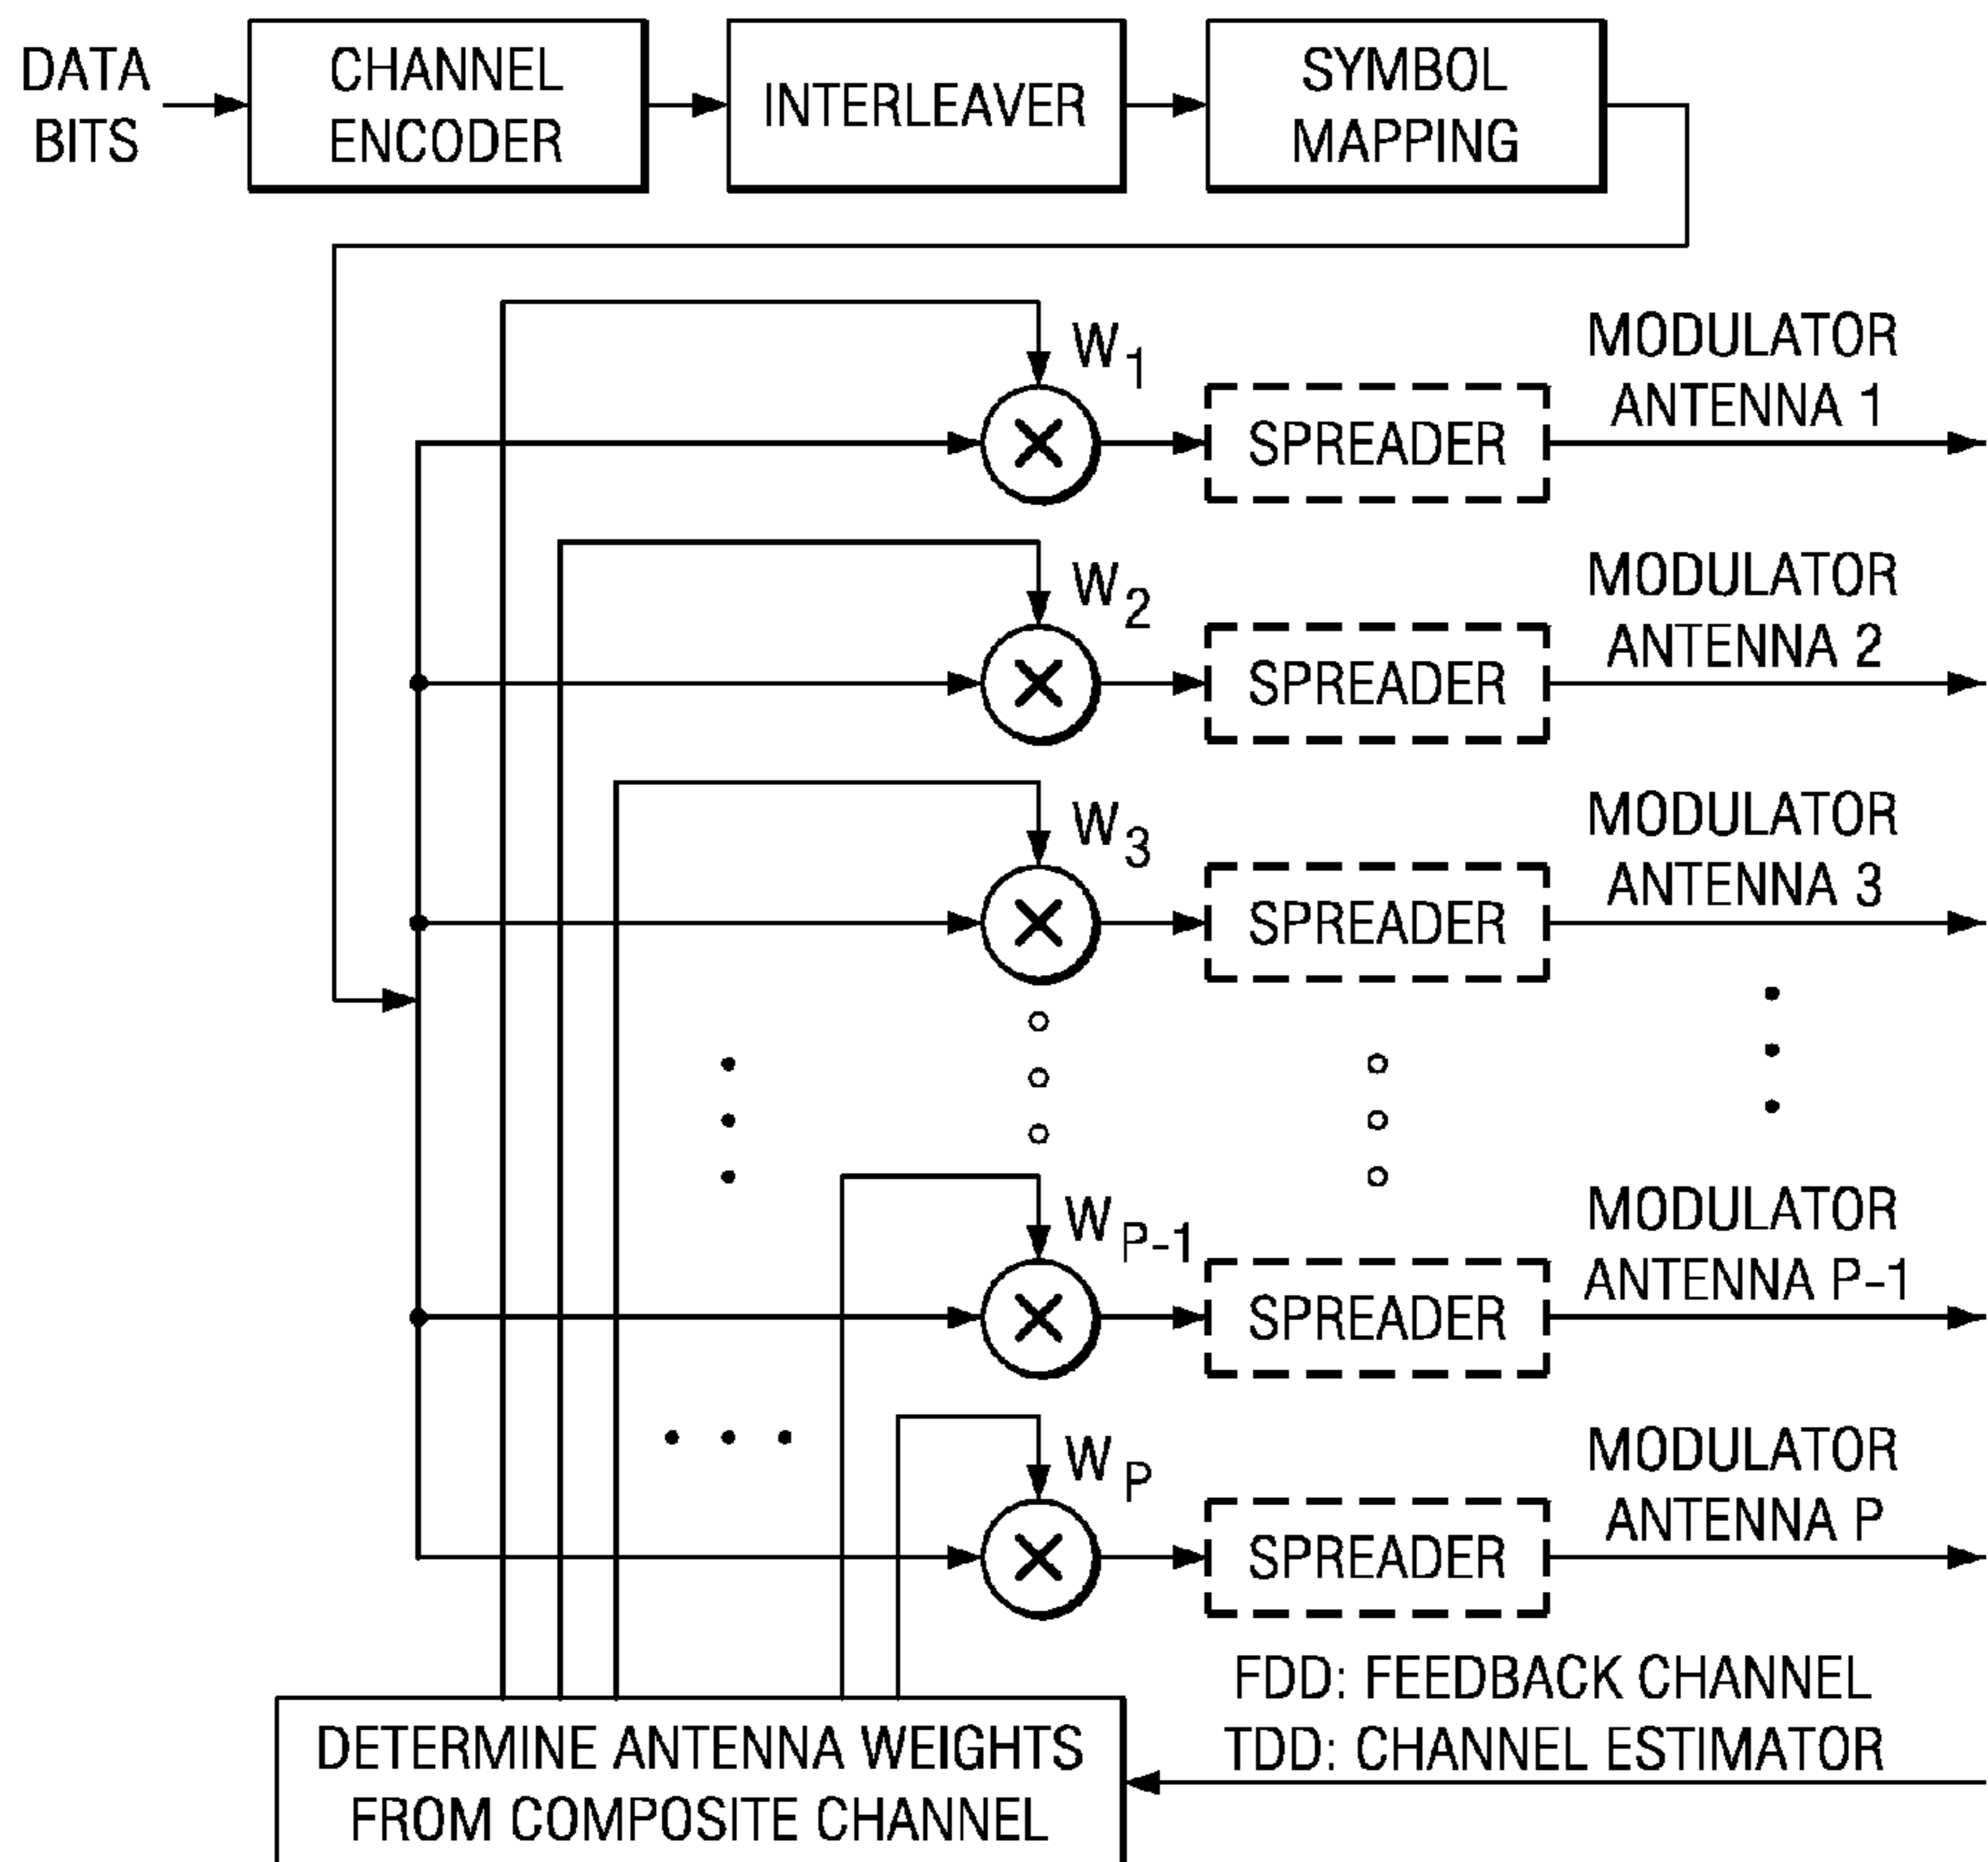 DATA
BITS
CHANNEL
ENCODER
INTERLEAVER
SYMBOL
MAPPING
W1
MODULATOR
ANTENNA 1
SPREADER
W2
MODULATOR
ANTENNA 2
SPREADER
W3
MODULATOR
ANTENNA 3
SPREADER
WP-1
MODULATOR
ANTENNA P-1
SPREADER
WP
MODULATOR
ANTENNA P
SPREADER
FDD: FEEDBACK CHANNEL
TDD: CHANNEL ESTIMATOR
DETERMINE ANTENNA WEIGHTS
FROM COMPOSITE CHANNEL